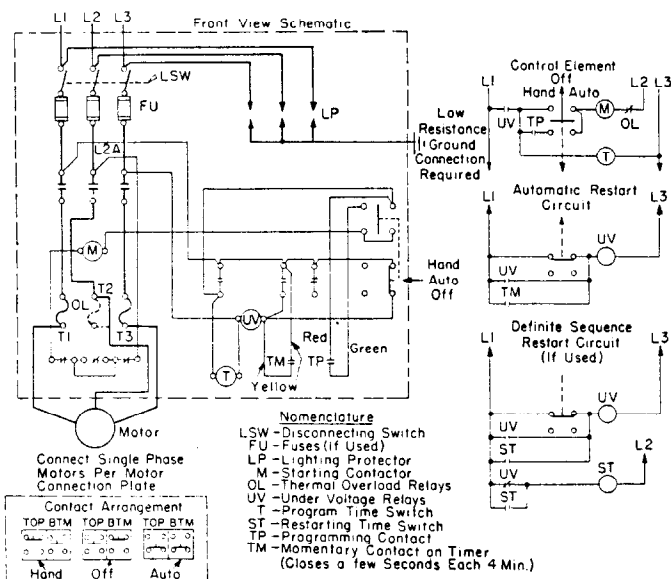 Front View Schematic
L1 L2 L3
LSW
FU
LP
L2A
M
OL
T2
T1
T3
UV
T
TM
Yellow
Red
TP
Green
Motor
Low
Resistance
Ground
Connection
Required
Hand
Auto
Off
Connect Single Phase
Motors Per Motor
Connection Plate
Contact Arrangement
TOP BTM TOP BTM TOP BTM
Hand Off Auto
Nomenclature
LSW - Disconnecting Switch
FU - Fuses (If Used)
LP - Lighting Protector
M - Starting Contactor
OL - Thermal Overload Relays
UV - Under Voltage Relays
T - Program Time Switch
ST - Restarting Time Switch
TP - Programming Contact
TM - Momentary Contact on Timer
(Closes a few Seconds Each 4 Min.)
Control Element
Off
Hand Auto
L1
L2
L3
UV
TP
M
OL
T
Automatic Restart
Circuit
L1
L3
UV
UV
TM
Definite Sequence
Restart Circuit
(If Used)
L1
L3
UV
UV
ST
L2
UV
ST
ST